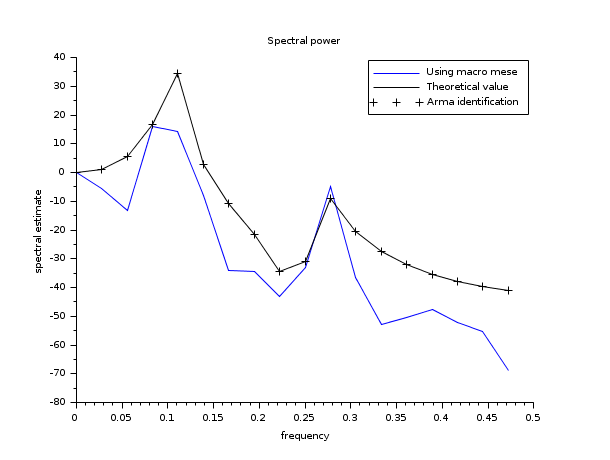 Spectral power
Using macro mese
Theoretical value
Arma identification
spectral estimate
40
30
20
10
0
-10
-20
-30
-40
-50
-60
-70
-80
0 0.05 0.1 0.15 0.2 0.25 0.3 0.35 0.4 0.45 0.5
frequency